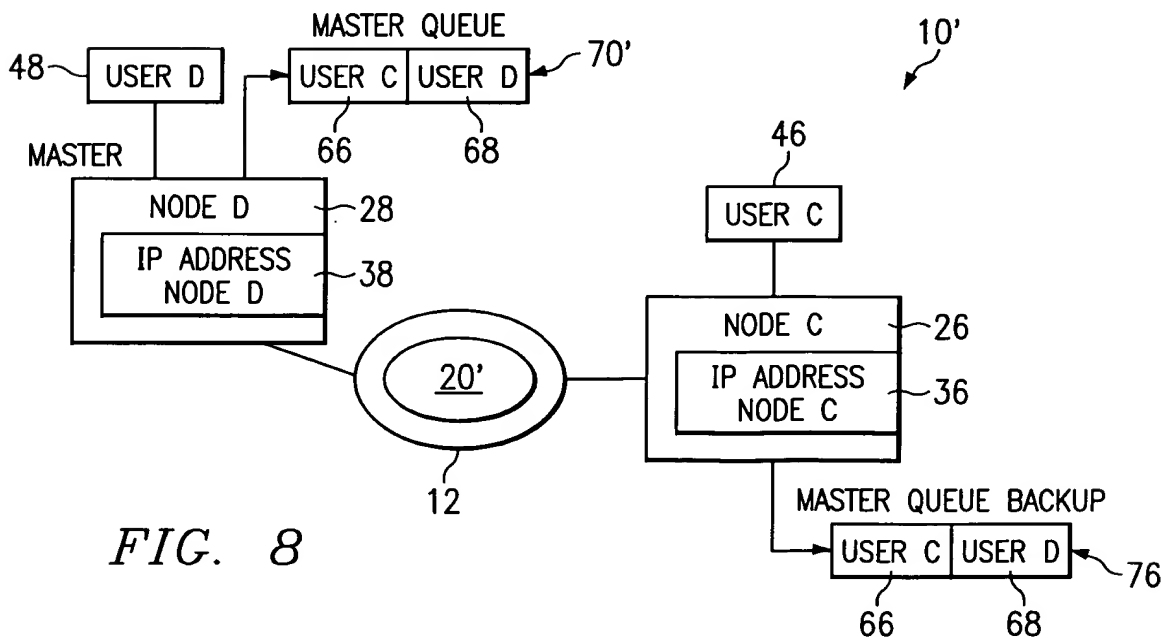 MASTER QUEUE
10'
48
USER D
USER C
USER D
70'
66
68
MASTER
46
NODE D
28
USER C
IP ADDRESS
NODE D
38
NODE C
26
20'
IP ADDRESS
NODE C
36
12
MASTER QUEUE BACKUP
FIG. 8
USER C
USER D
76
66
68